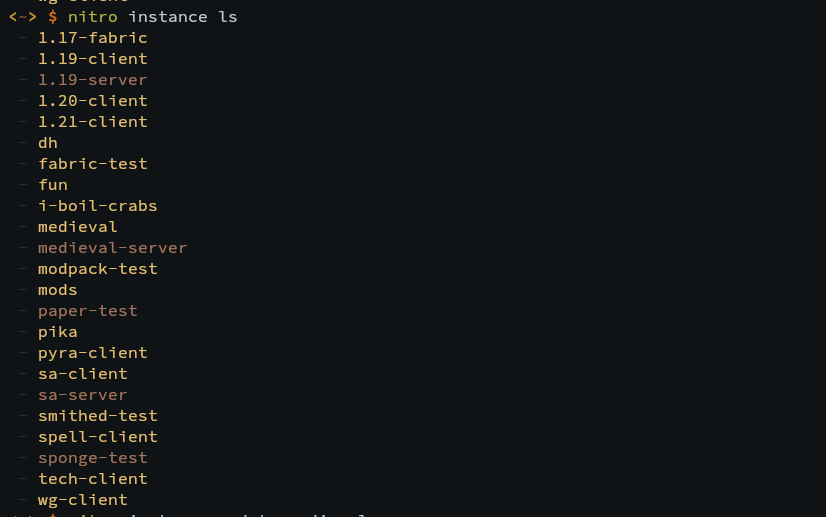 <~> $ nitro instance ls
- 1.17-fabric
- 1.19-client
- 1.19-server
- 1.20-client
- 1.21-client
- dh
- fabric-test
- fun
- i-boil-crabs
- medieval
- medieval-server
- modpack-test
- mods
- paper-test
- pika
- pyra-client
- sa-client
- sa-server
- smithed-test
- spell-client
- sponge-test
- tech-client
- wg-client